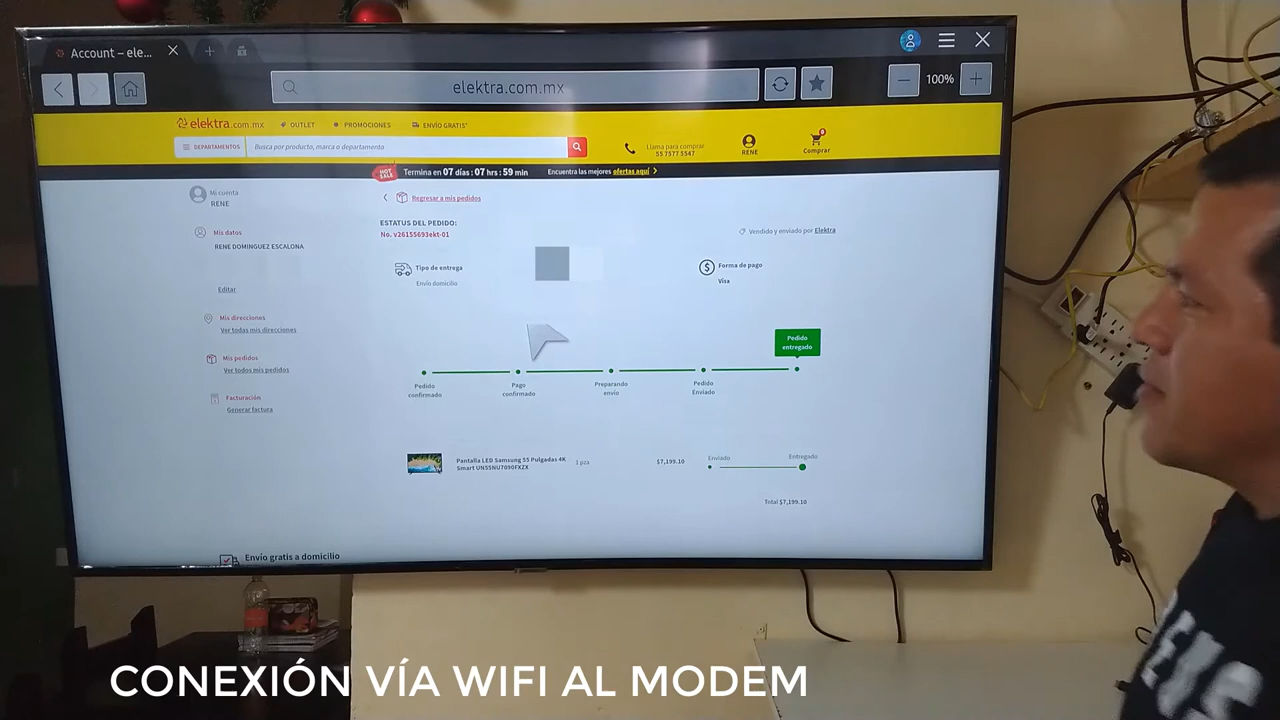 Account – ele...
elektra.com.mx
100%
elektra.com.mx
OUTLET
PROMOCIONES
ENVÍO GRATIS*
DEPARTAMENTOS
Busca por producto, marca o departamento
Llama para comprar
55 7577 5547
RENE
0
Comprar
HOT SALE
Termina en 07 días : 07 hrs : 59 min
Encuentra las mejores ofertas aquí
Mi cuenta
RENE
Regresar a mis pedidos
ESTATUS DEL PEDIDO:
No. v26155693ekt-01
Vendido y enviado por Elektra
Mis datos
RENE DOMINGUEZ ESCALONA
Tipo de entrega
Envío domicilio
Forma de pago
Visa
Editar
Mis direcciones
Ver todas mis direcciones
Pedido
entregado
Mis pedidos
Ver todos mis pedidos
Pedido
confirmado
Pago
confirmado
Preparando
envío
Pedido
Enviado
Facturación
Generar factura
Pantalla LED Samsung 55 Pulgadas 4K
Smart UN55NU7090FXZX
1 pza
$7,199.10
Enviado
Entregado
Total $7,199.10
Envío gratis a domicilio
CONEXIÓN VÍA WIFI AL MODEM